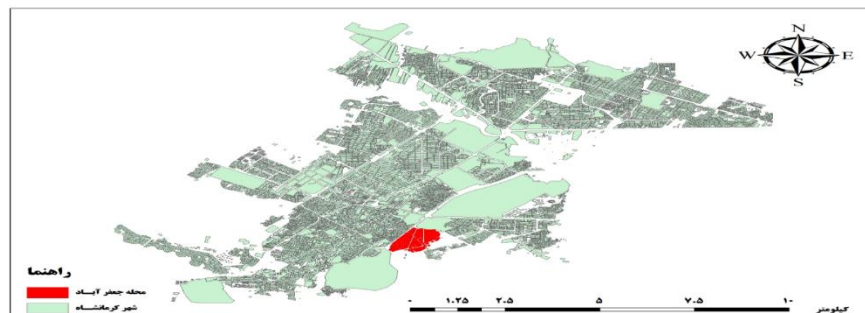 N
W E
S
راهنما
محله جعفر آباد
شهر کرمانشاه
۰ ۱.۲۵ ۲.۵ ۵ ۷.۵ ۱۰
کیلومتر